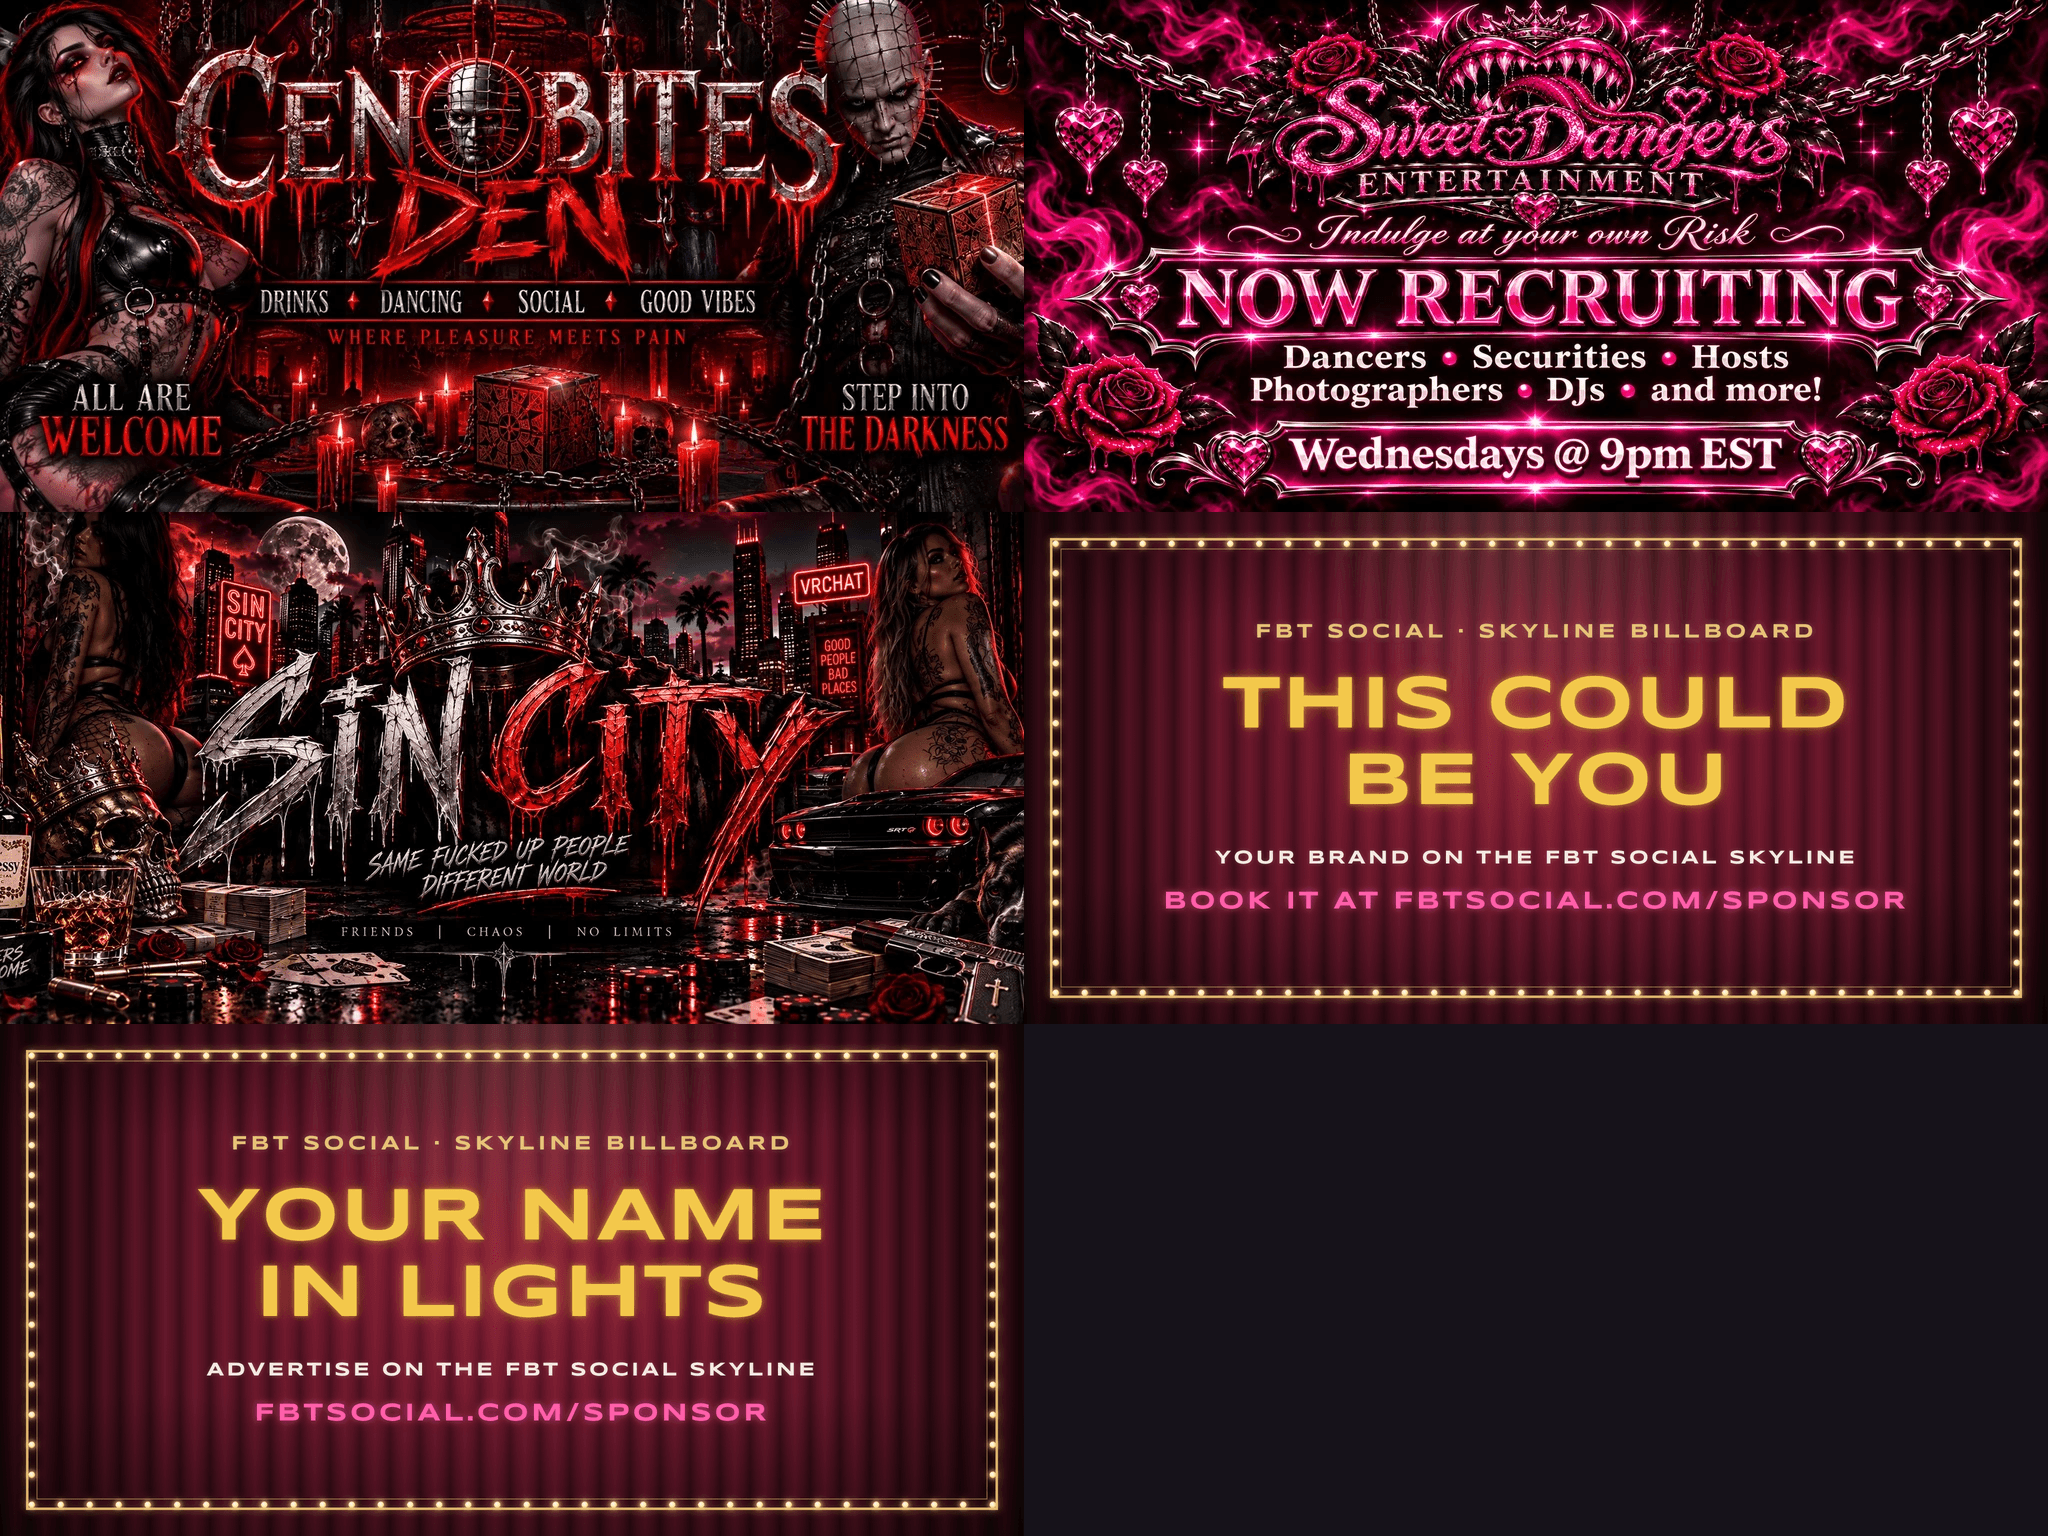 CENOBITES
DEN
DRINKS DANCING SOCIAL GOOD VIBES
WHERE PLEASURE MEETS PAIN
ALL ARE
WELCOME
STEP INTO
THE DARKNESS
Sweet Dangers
ENTERTAINMENT
Indulge at your own Risk
NOW RECRUITING
Dancers • Securities • Hosts
Photographers • DJs • and more!
Wednesdays @ 9pm EST
SIN
CITY
VRCHAT
GOOD
PEOPLE
BAD
PLACES
SIN CITY
SRT
SAME FUCKED UP PEOPLE
DIFFERENT WORLD
FRIENDS | CHAOS | NO LIMITS
FBT SOCIAL · SKYLINE BILLBOARD
THIS COULD
BE YOU
YOUR BRAND ON THE FBT SOCIAL SKYLINE
BOOK IT AT FBTSOCIAL.COM/SPONSOR
FBT SOCIAL · SKYLINE BILLBOARD
YOUR NAME
IN LIGHTS
ADVERTISE ON THE FBT SOCIAL SKYLINE
FBTSOCIAL.COM/SPONSOR